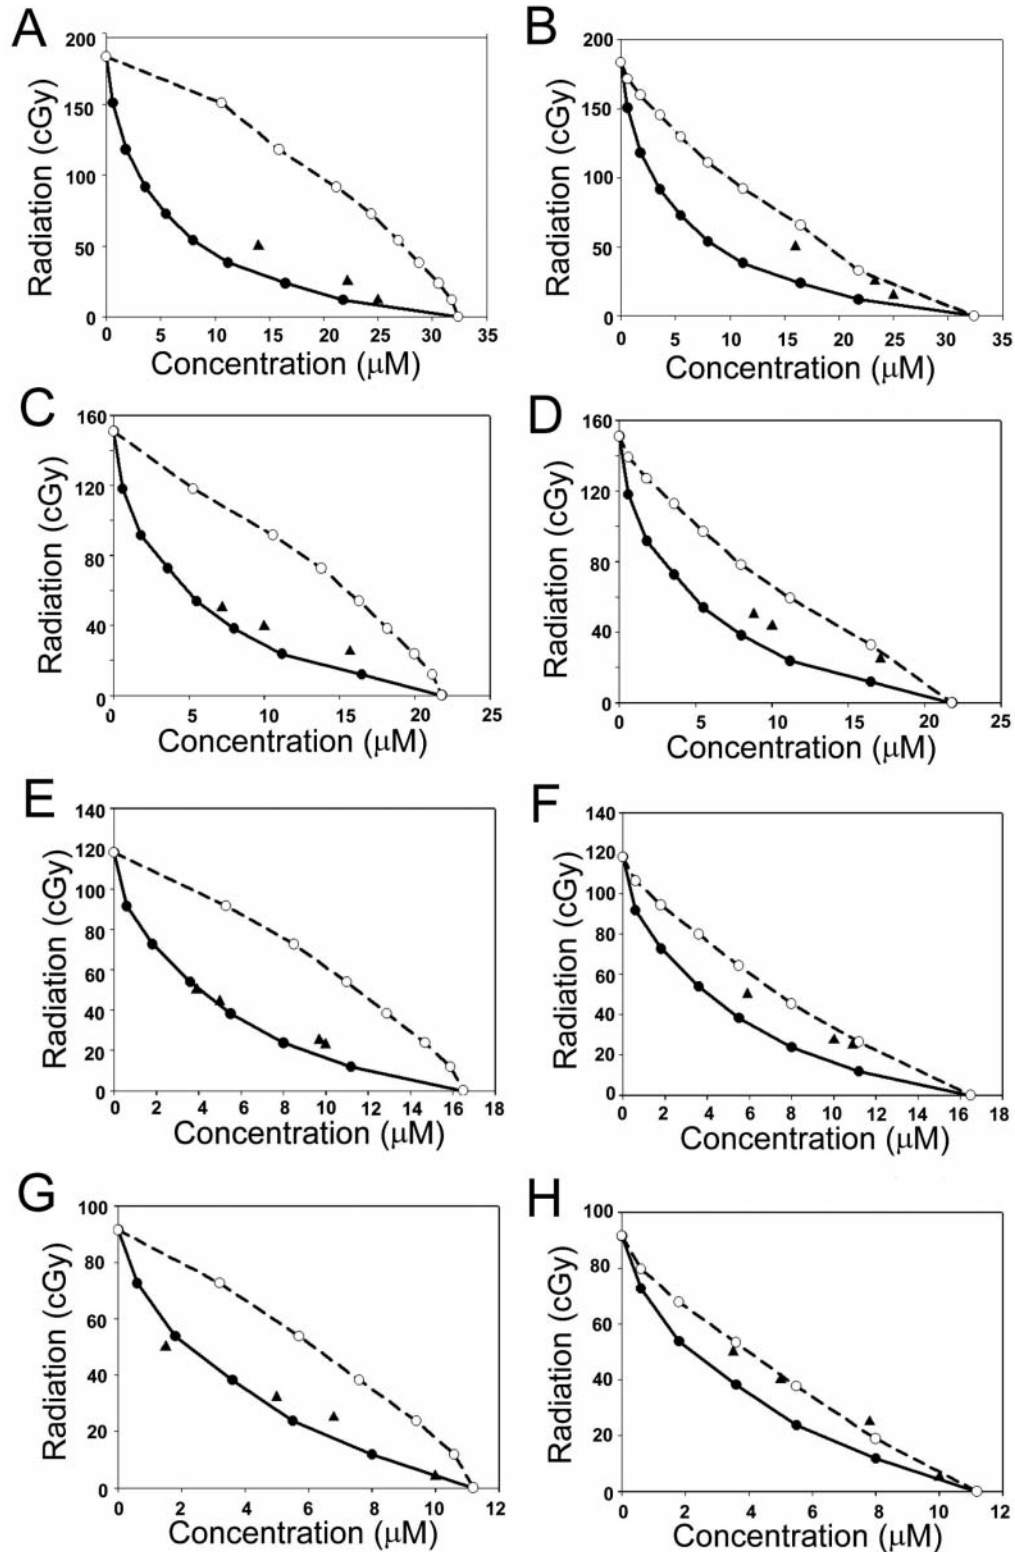 A
Radiation (cGy)
200
150
100
50
0
0 5 10 15 20 25 30 35
Concentration (μM)
B
Radiation (cGy)
200
150
100
50
0
0 5 10 15 20 25 30 35
Concentration (μM)
C
Radiation (cGy)
160
120
80
40
0
0 5 10 15 20 25
Concentration (μM)
D
Radiation (cGy)
160
120
80
40
0
0 5 10 15 20 25
Concentration (μM)
E
Radiation (cGy)
140
120
100
80
60
40
20
0
0 2 4 6 8 10 12 14 16 18
Concentration (μM)
F
Radiation (cGy)
140
120
100
80
60
40
20
0
0 2 4 6 8 10 12 14 16 18
Concentration (μM)
G
Radiation (cGy)
100
80
60
40
20
0
0 2 4 6 8 10 12
Concentration (μM)
H
Radiation (cGy)
100
80
60
40
20
0
0 2 4 6 8 10 12
Concentration (μM)